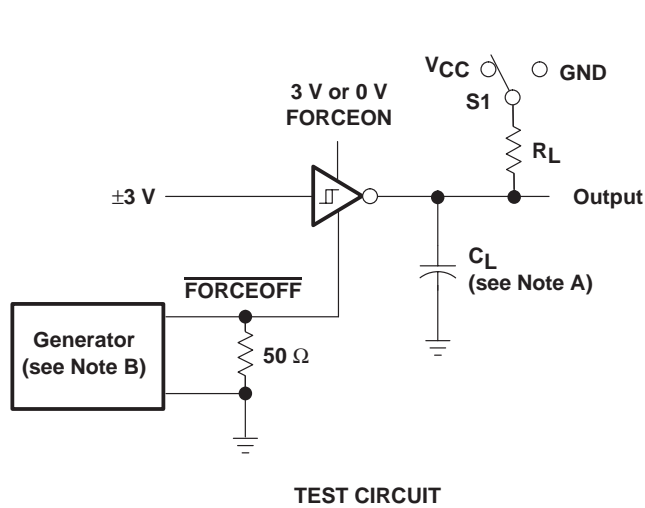 VCC
GND
S1
3 V or 0 V
FORCEON
RL
±3 V
Output
CL
(see Note A)
FORCEOFF
Generator
(see Note B)
50 Ω
TEST CIRCUIT